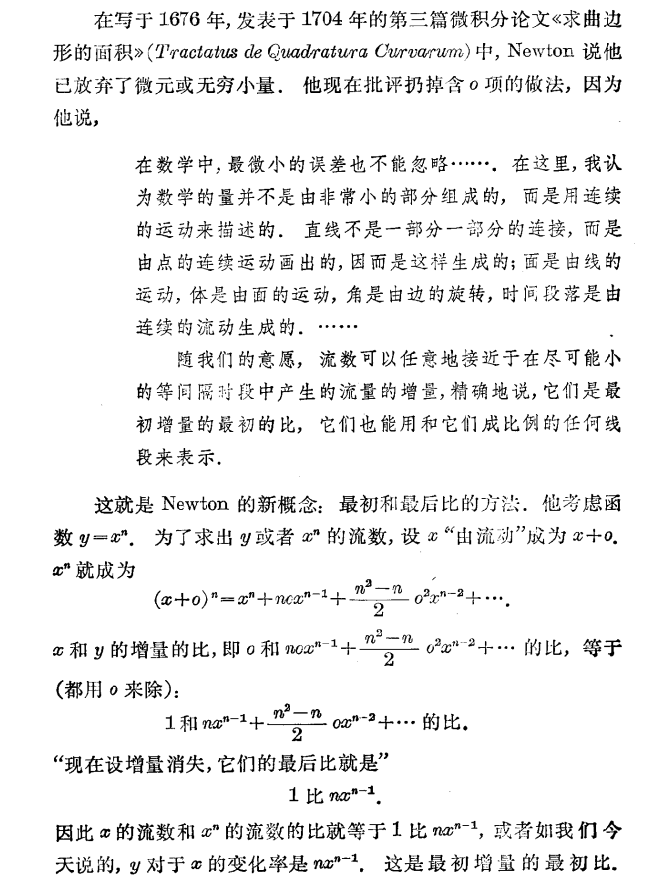 在写于 1676 年, 发表于 1704 年的第三篇微积分论文《求曲边
形的面积》(Tractatus de Quadratura Curvarum) 中, Newton 说他
已放弃了微元或无穷小量． 他现在批评扔掉含 o 项的做法, 因为
他说,
在数学中, 最微小的误差也不能忽略……． 在这里, 我认
为数学的量并不是由非常小的部分组成的, 而是用连续
的运动来描述的． 直线不是一部分一部分的连接, 而是
由点的连续运动画出的, 因而是这样生成的; 面是由线的
运动, 体是由面的运动, 角是由边的旋转, 时间段落是由
连续的流动生成的．……
随我们的意愿, 流数可以任意地接近于在尽可能小
的等间隔时段中产生的流量的增量, 精确地说, 它们是最
初增量的最初的比, 它们也能用和它们成比例的任何线
段来表示．
这就是 Newton 的新概念: 最初和最后比的方法． 他考虑函
数 y=xⁿ． 为了求出 y 或者 xⁿ 的流数, 设 x “由流动”成为 x+o．
xⁿ 就成为
(x+o)ⁿ=xⁿ+noxⁿ⁻¹+(n²−n)/2 o²xⁿ⁻²+⋯．
x 和 y 的增量的比, 即 o 和 noxⁿ⁻¹+(n²−n)/2 o²xⁿ⁻²+⋯ 的比, 等于
(都用 o 来除):
1 和 nxⁿ⁻¹+(n²−n)/2 oxⁿ⁻²+⋯ 的比．
“现在设增量消失, 它们的最后比就是”
1 比 nxⁿ⁻¹．
因此 x 的流数和 xⁿ 的流数的比就等于 1 比 nxⁿ⁻¹, 或者如我们今
天说的, y 对于 x 的变化率是 nxⁿ⁻¹． 这是最初增量的最初比．